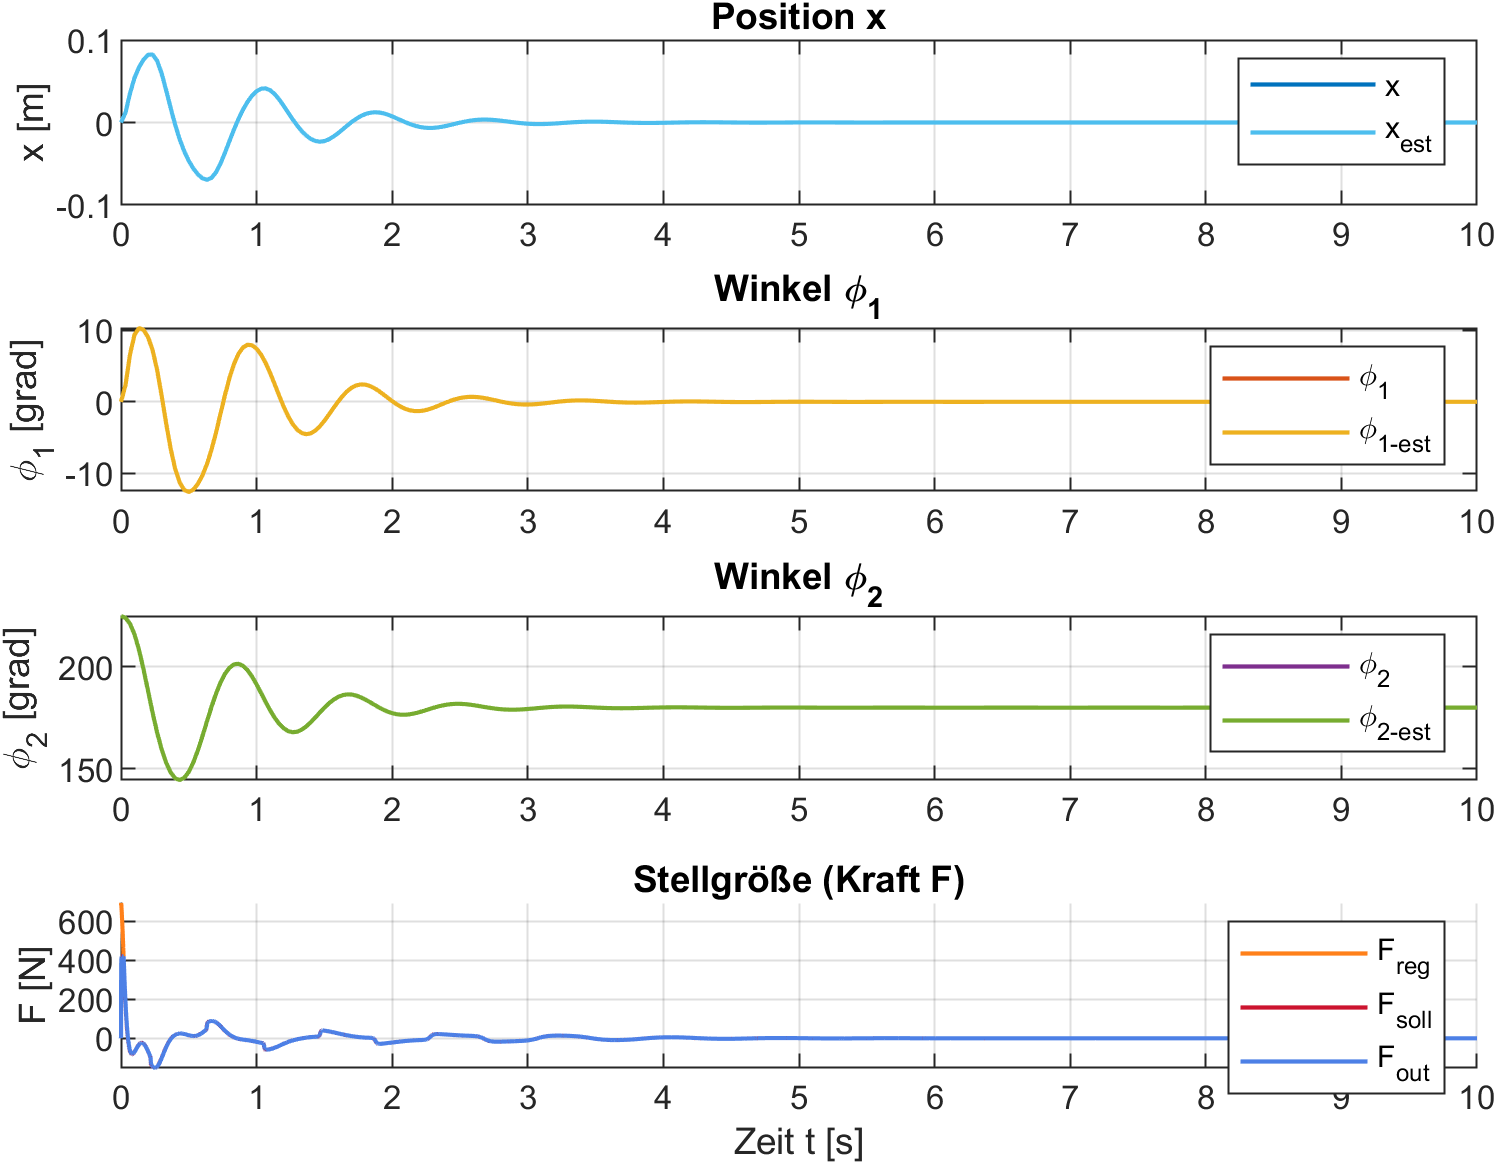 Position x
x [m]
0.1
0
-0.1
0 1 2 3 4 5 6 7 8 9 10
x
x_est
Winkel ϕ_1
ϕ_1 [grad]
10
0
-10
0 1 2 3 4 5 6 7 8 9 10
ϕ_1
ϕ_1-est
Winkel ϕ_2
ϕ_2 [grad]
200
150
0 1 2 3 4 5 6 7 8 9 10
ϕ_2
ϕ_2-est
Stellgröße (Kraft F)
F [N]
600
400
200
0
0 1 2 3 4 5 6 7 8 9 10
F_reg
F_soll
F_out
Zeit t [s]